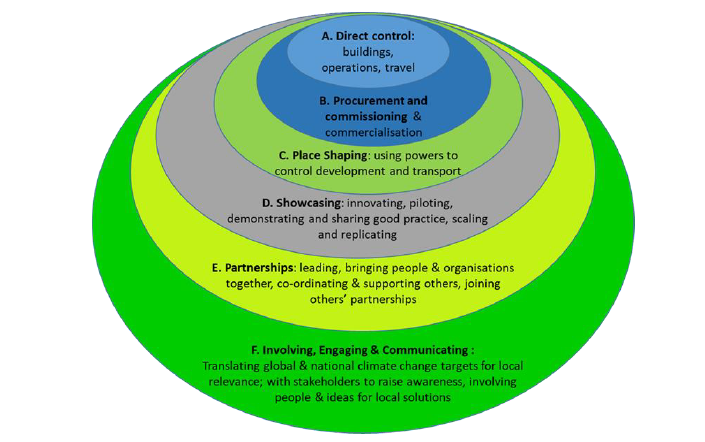 A. Direct control:
buildings,
operations, travel
B. Procurement and
commissioning &
commercialisation
C. Place Shaping: using powers to
control development and transport
D. Showcasing: innovating, piloting,
demonstrating and sharing good practice, scaling
and replicating
E. Partnerships: leading, bringing people & organisations
together, co-ordinating & supporting others, joining
others’ partnerships
F. Involving, Engaging & Communicating :
Translating global & national climate change targets for local
relevance; with stakeholders to raise awareness, involving
people & ideas for local solutions